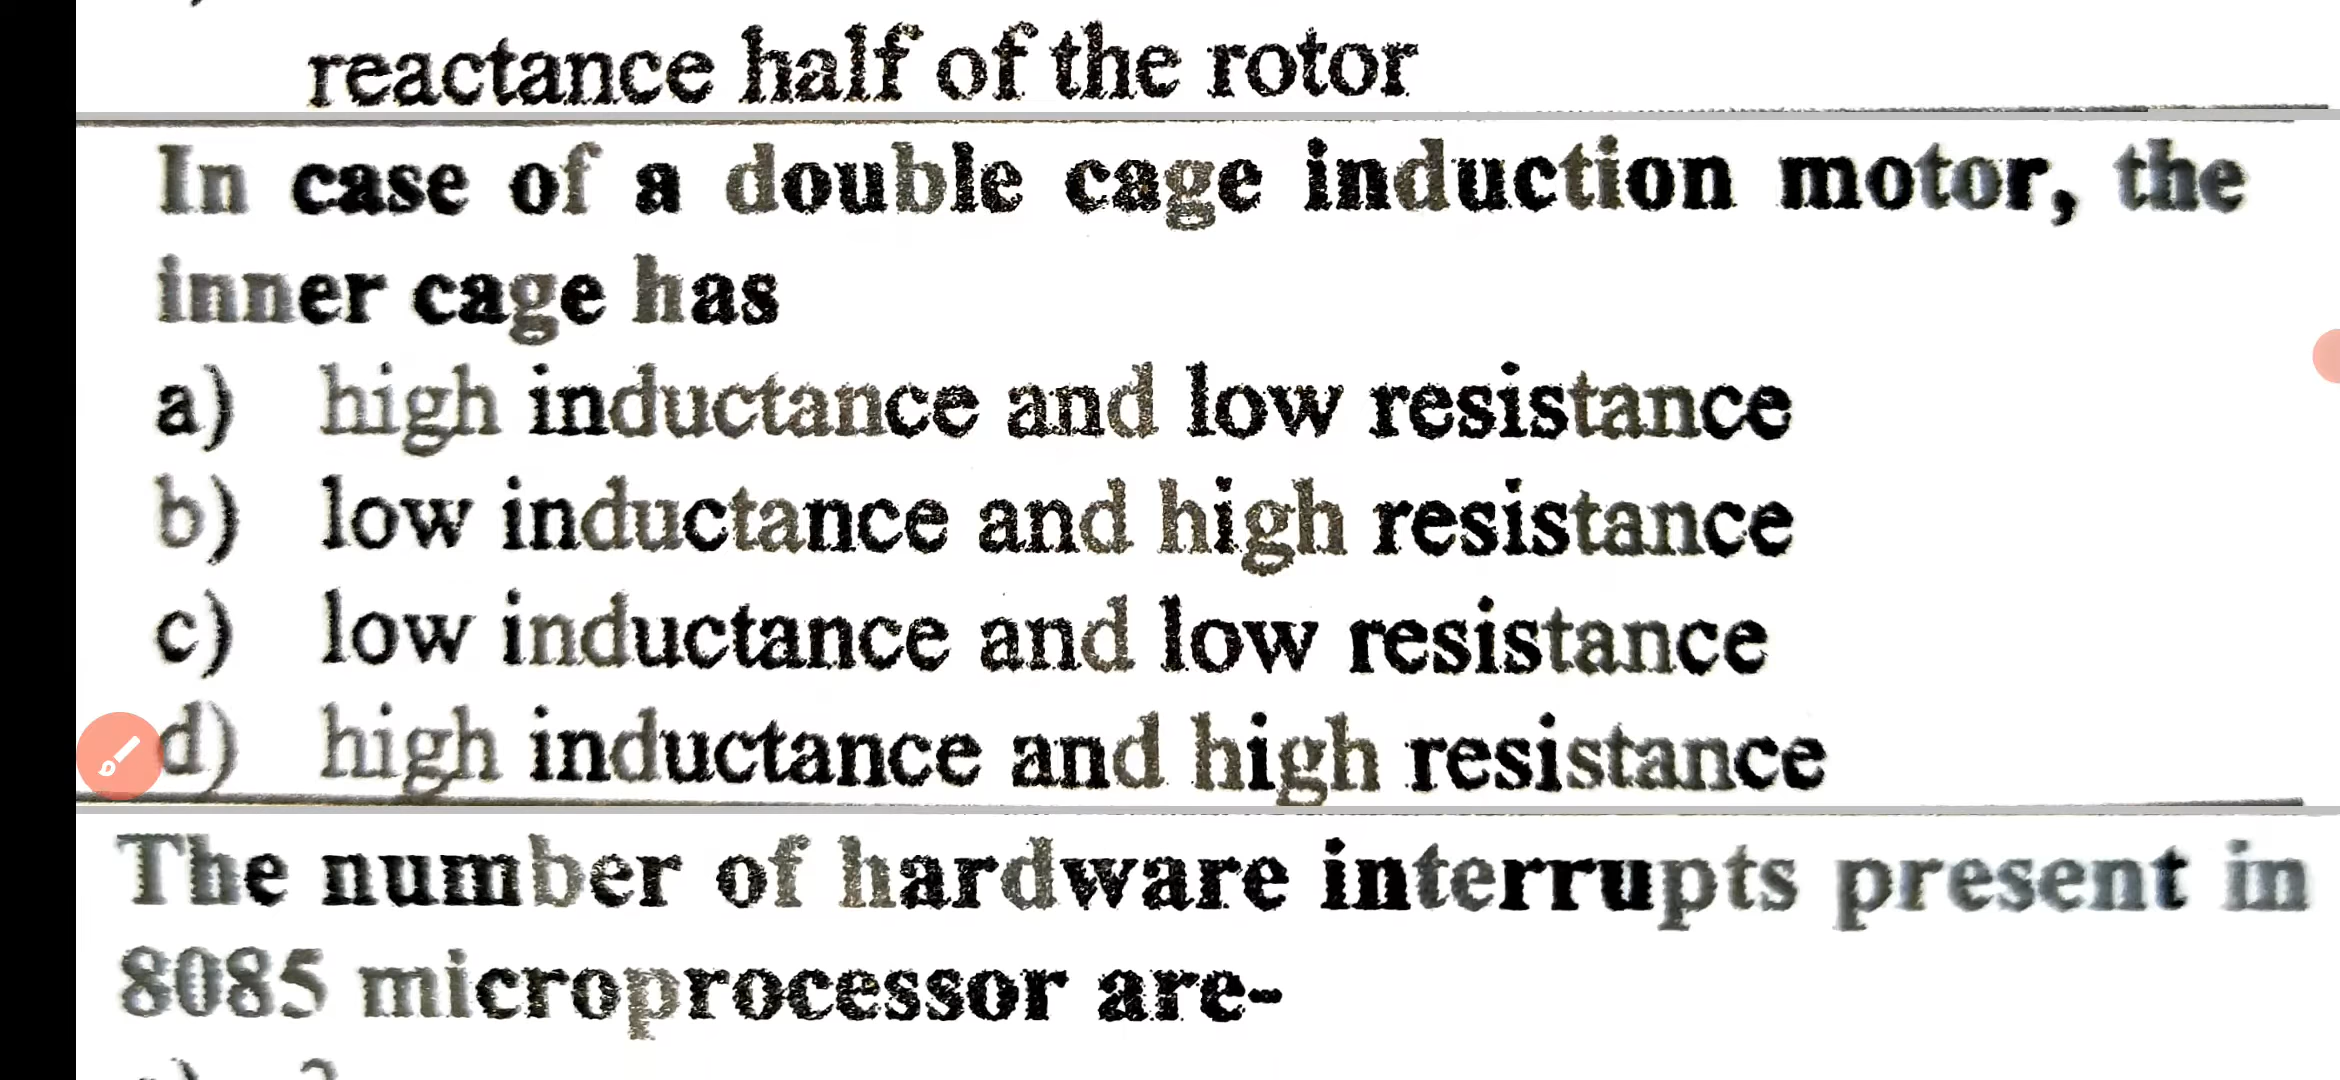 reactance half of the rotor
In case of a double cage induction motor, the
inner cage has
a) high inductance and low resistance
b) low inductance and high resistance
c) low inductance and low resistance
d) high inductance and high resistance
The number of hardware interrupts present in
8085 microprocessor are-